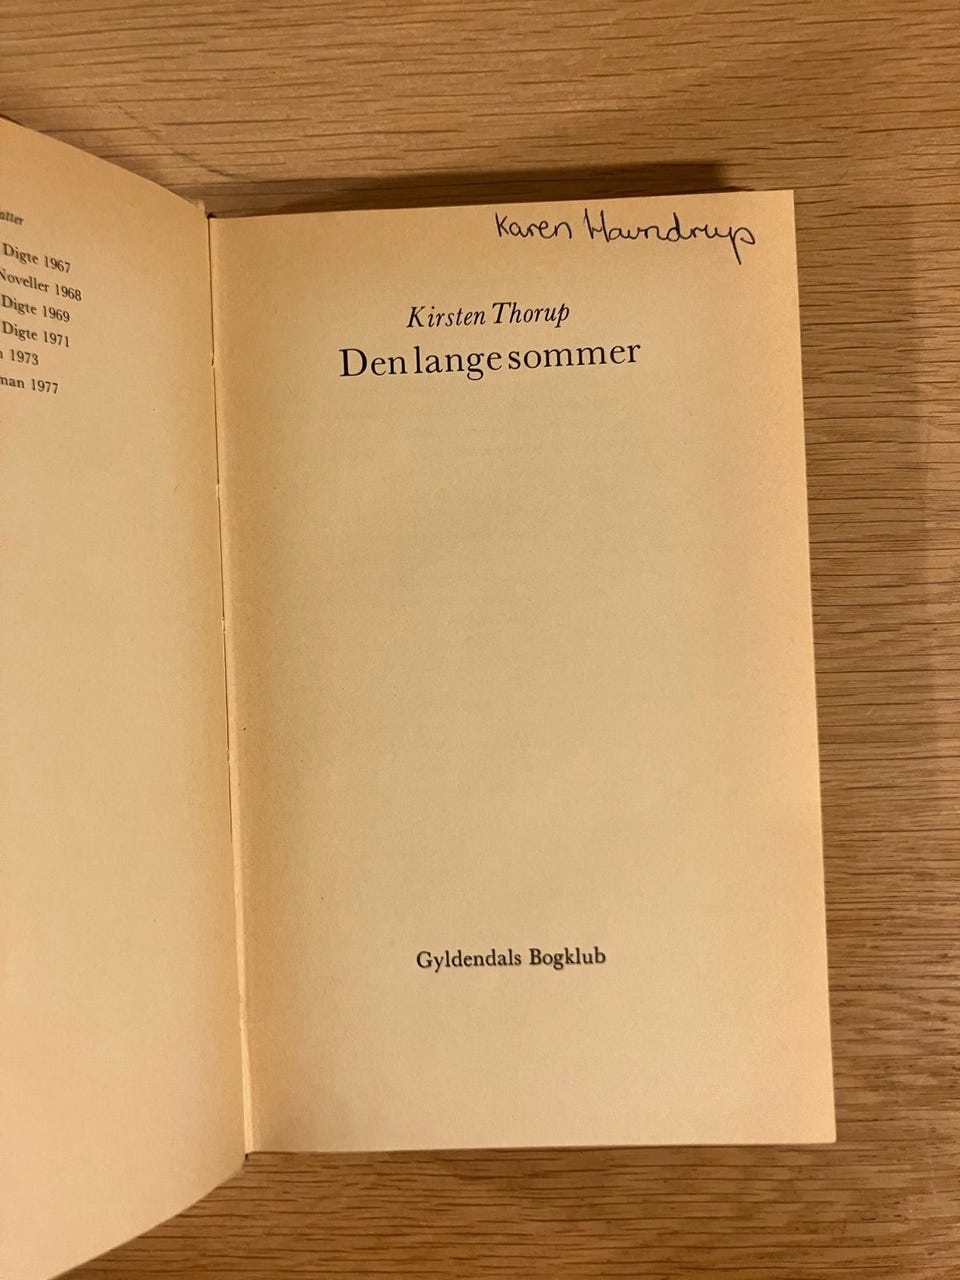 atter
Digte 1967
Noveller 1968
Digte 1969
Digte 1971
1973
man 1977
Karen Havndrup
Kirsten Thorup
Den lange sommer
Gyldendals Bogklub